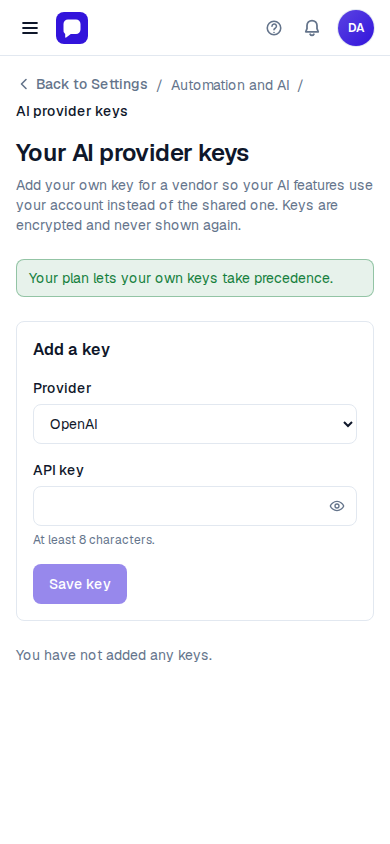 DA
Back to Settings / Automation and AI /
AI provider keys
Your AI provider keys
Add your own key for a vendor so your AI features use
your account instead of the shared one. Keys are
encrypted and never shown again.
Your plan lets your own keys take precedence.
Add a key
Provider
OpenAI
API key
At least 8 characters.
Save key
You have not added any keys.